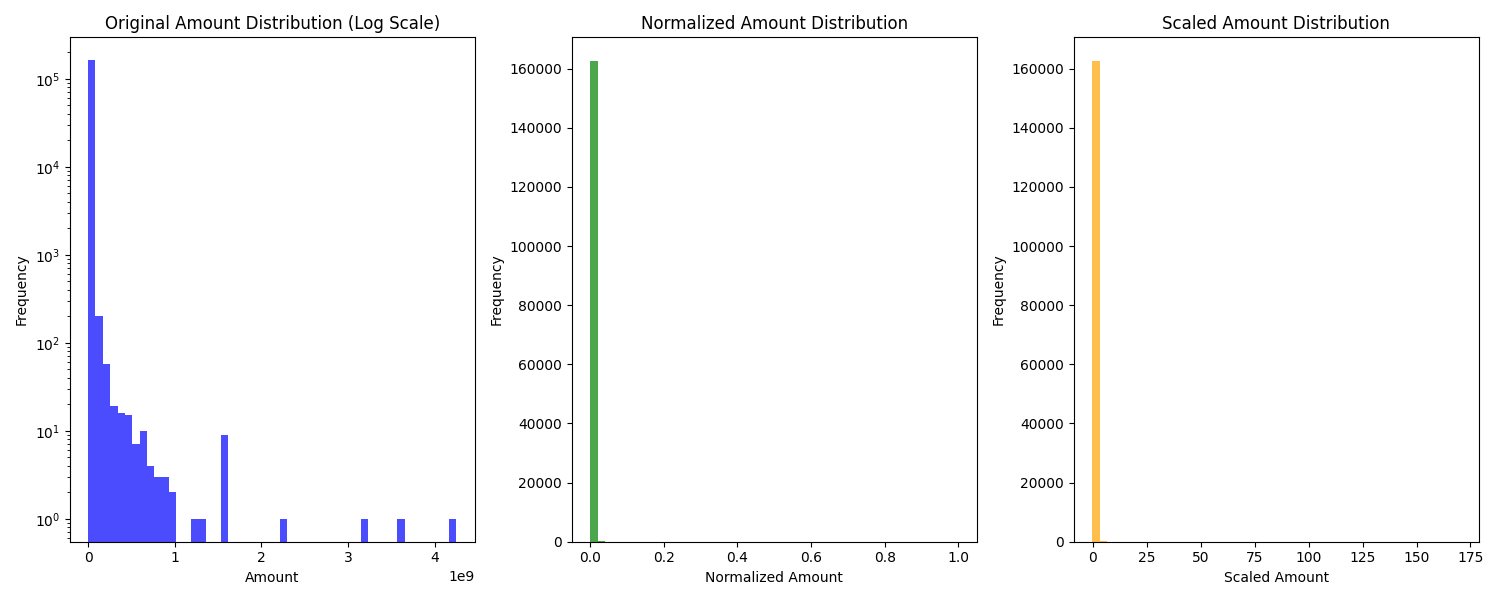 Original Amount Distribution (Log Scale)
Frequency
10^5
10^4
10^3
10^2
10^1
10^0
0 1 2 3 4
1e9
Amount
Normalized Amount Distribution
Frequency
160000
140000
120000
100000
80000
60000
40000
20000
0
0.0 0.2 0.4 0.6 0.8 1.0
Normalized Amount
Scaled Amount Distribution
Frequency
160000
140000
120000
100000
80000
60000
40000
20000
0
0 25 50 75 100 125 150 175
Scaled Amount